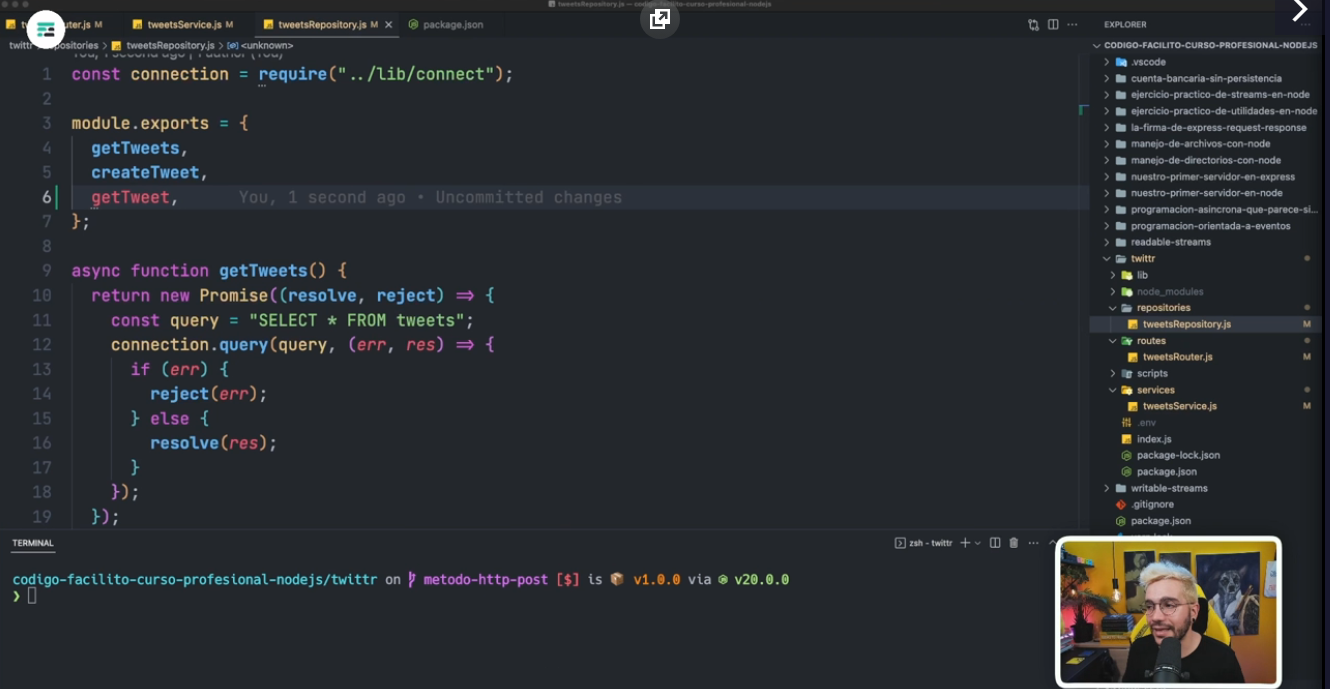 tweetsRepository.js — codigo-facilito-curso-profesional-nodejs
uter.js M
tweetsService.js M
tweetsRepository.js M
package.json
twittr > repositories > tweetsRepository.js > <unknown>
You, 1 second ago | 1 author (You)
1 const connection = require("../lib/connect");
2
3 module.exports = {
4 getTweets,
5 createTweet,
6 getTweet, You, 1 second ago • Uncommitted changes
7 };
8
9 async function getTweets() {
10 return new Promise((resolve, reject) => {
11 const query = "SELECT * FROM tweets";
12 connection.query(query, (err, res) => {
13 if (err) {
14 reject(err);
15 } else {
16 resolve(res);
17 }
18 });
19 });
TERMINAL
zsh - twittr
codigo-facilito-curso-profesional-nodejs/twittr on metodo-http-post [$] is 📦 v1.0.0 via v20.0.0
❯
EXPLORER
CODIGO-FACILITO-CURSO-PROFESIONAL-NODEJS
.vscode
cuenta-bancaria-sin-persistencia
ejercicio-practico-de-streams-en-node
ejercicio-practico-de-utilidades-en-node
la-firma-de-express-request-response
manejo-de-archivos-con-node
manejo-de-directorios-con-node
nuestro-primer-servidor-en-express
nuestro-primer-servidor-en-node
programacion-asincrona-que-parece-si...
programacion-orientada-a-eventos
readable-streams
twittr
lib
node_modules
repositories
tweetsRepository.js M
routes
tweetsRouter.js M
scripts
services
tweetsService.js M
.env
index.js
package-lock.json
package.json
writable-streams
.gitignore
package.json